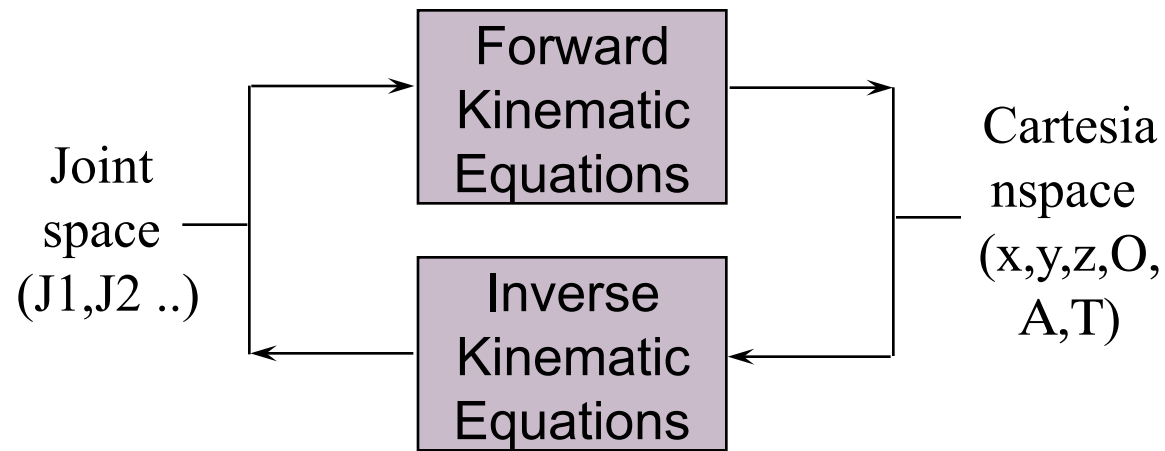 Joint
space
(J1,J2 ..)
Forward
Kinematic
Equations
Inverse
Kinematic
Equations
Cartesia
nspace
(x,y,z,O,
A,T)